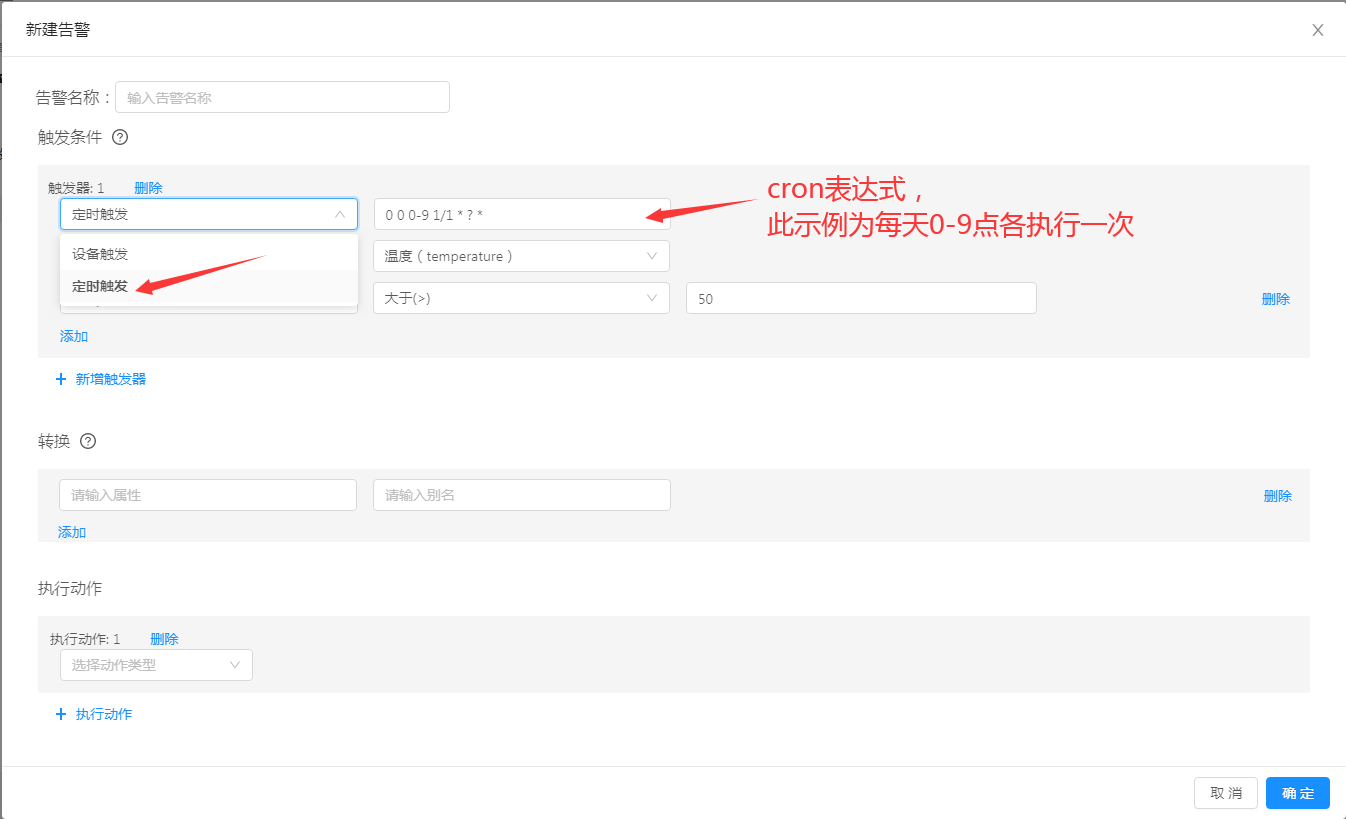 新建告警
告警名称：
输入告警名称
触发条件 ?
触发器: 1 删除
定时触发
0 0 0-9 1/1 * ? *
cron表达式，
此示例为每天0-9点各执行一次
设备触发
温度（temperature）
定时触发
大于(>)
50
删除
添加
+ 新增触发器
转换 ?
请输入属性
请输入别名
删除
添加
执行动作
执行动作: 1 删除
选择动作类型
+ 执行动作
取 消
确 定